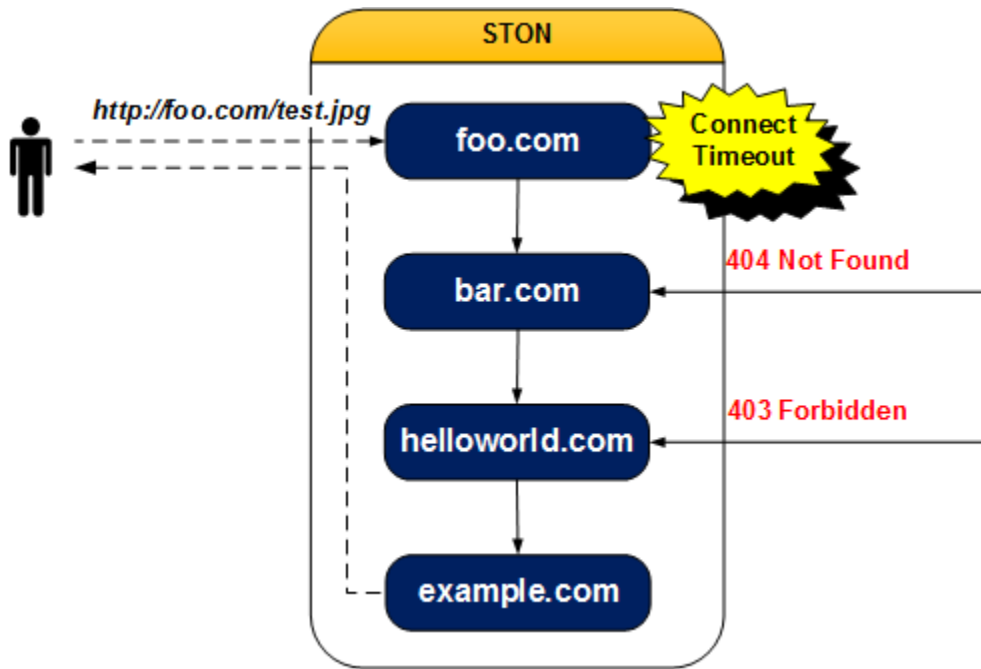 STON
http://foo.com/test.jpg
foo.com
Connect
Timeout
404 Not Found
bar.com
403 Forbidden
helloworld.com
example.com